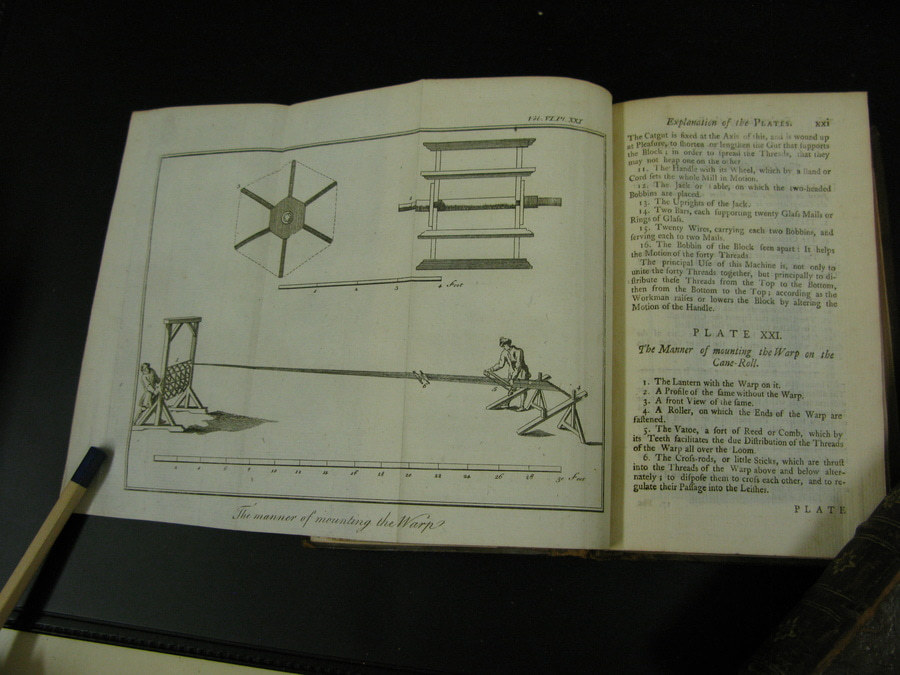 Vol. VI. Pl. XXI
4 Feet
2 4 6 8 10 12 14 16 18 20 22 24 26 28 30 Feet
The manner of mounting the Warp
Explanation of the PLATES. xxi
The Catgut is fixed at the Axis of this, and is wound up
at Pleasure, to shorten or lengthen the Gut that supports
the Block; in order to spread the Threads, that they
may not heap one on the other.
11. The Handle with its Wheel, which by a Band or
Cord sets the whole Mill in Motion.
12. The Jack or Table, on which the two-headed
Bobbins are placed.
13. The Uprights of the Jack.
14. Two Bars, each supporting twenty Glass Mails or
Rings of Glass.
15. Twenty Wires, carrying each two Bobbins, and
serving each to two Mails.
16. The Bobbin of the Block seen apart: It helps
the Motion of the forty Threads.
The principal Use of this Machine is, not only to
unite the forty Threads together, but principally to di-
stribute these Threads from the Top to the Bottom,
then from the Bottom to the Top; according as the
Workman raises or lowers the Block by altering the
Motion of the Handle.
PLATE XXI.
The Manner of mounting the Warp on the
Cane-Roll.
1. The Lantern with the Warp on it.
2. A Profile of the same without the Warp.
3. A front View of the same.
4. A Roller, on which the Ends of the Warp are
fastened.
5. The Vatoe, a sort of Reed or Comb, which by
its Teeth facilitates the due Distribution of the Threads
of the Warp all over the Loom.
6. The Cross-rods, or little Sticks, which are thrust
into the Threads of the Warp above and below alter-
nately; to dispose them to cross each other, and to re-
gulate their Passage into the Leishes.
PLATE